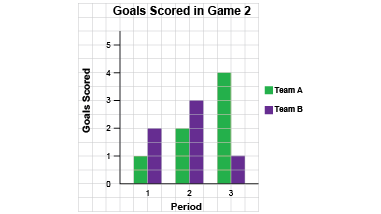 Goals Scored in Game 2
Goals Scored
5
4
3
2
1
0
1 2 3
Period
Team A
Team B